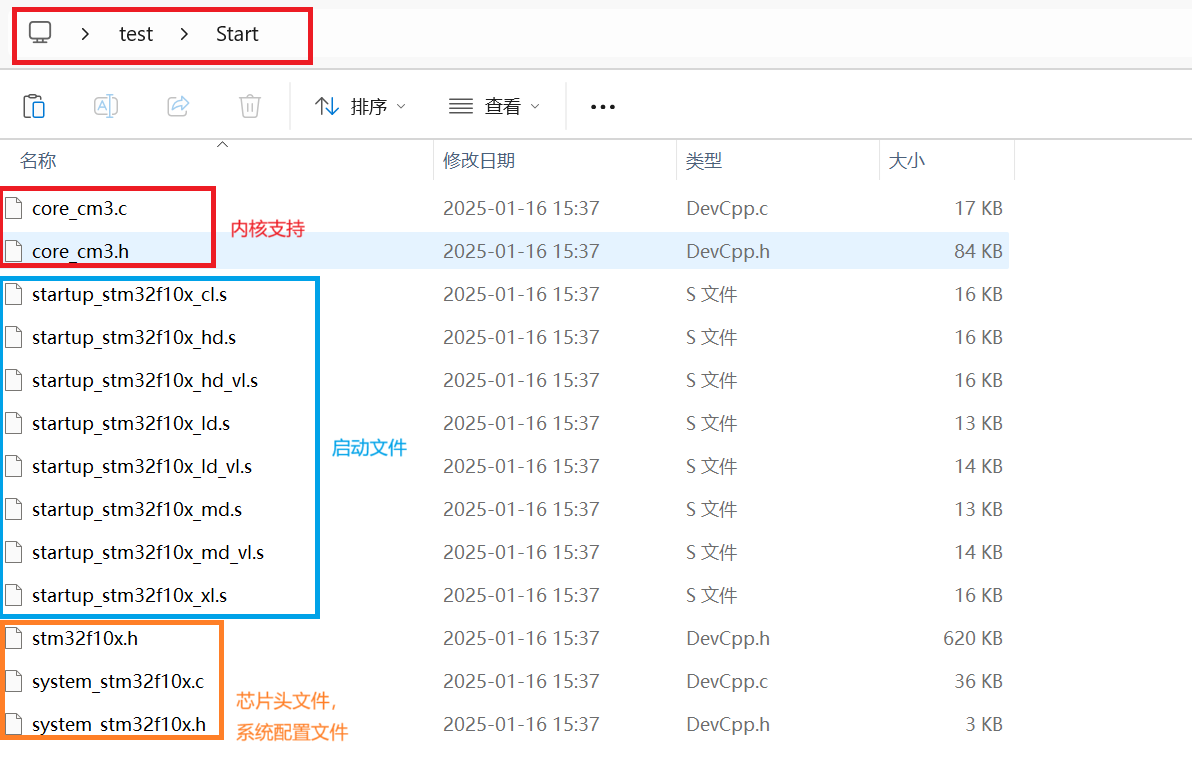 test > Start
排序 查看
名称 修改日期 类型 大小
core_cm3.c 2025-01-16 15:37 DevCpp.c 17 KB
内核支持
core_cm3.h 2025-01-16 15:37 DevCpp.h 84 KB
startup_stm32f10x_cl.s 2025-01-16 15:37 S 文件 16 KB
startup_stm32f10x_hd.s 2025-01-16 15:37 S 文件 16 KB
startup_stm32f10x_hd_vl.s 2025-01-16 15:37 S 文件 16 KB
startup_stm32f10x_ld.s 2025-01-16 15:37 S 文件 13 KB
启动文件
startup_stm32f10x_ld_vl.s 2025-01-16 15:37 S 文件 14 KB
startup_stm32f10x_md.s 2025-01-16 15:37 S 文件 13 KB
startup_stm32f10x_md_vl.s 2025-01-16 15:37 S 文件 14 KB
startup_stm32f10x_xl.s 2025-01-16 15:37 S 文件 16 KB
stm32f10x.h 2025-01-16 15:37 DevCpp.h 620 KB
system_stm32f10x.c 2025-01-16 15:37 DevCpp.c 36 KB
芯片头文件，
system_stm32f10x.h 2025-01-16 15:37 DevCpp.h 3 KB
系统配置文件